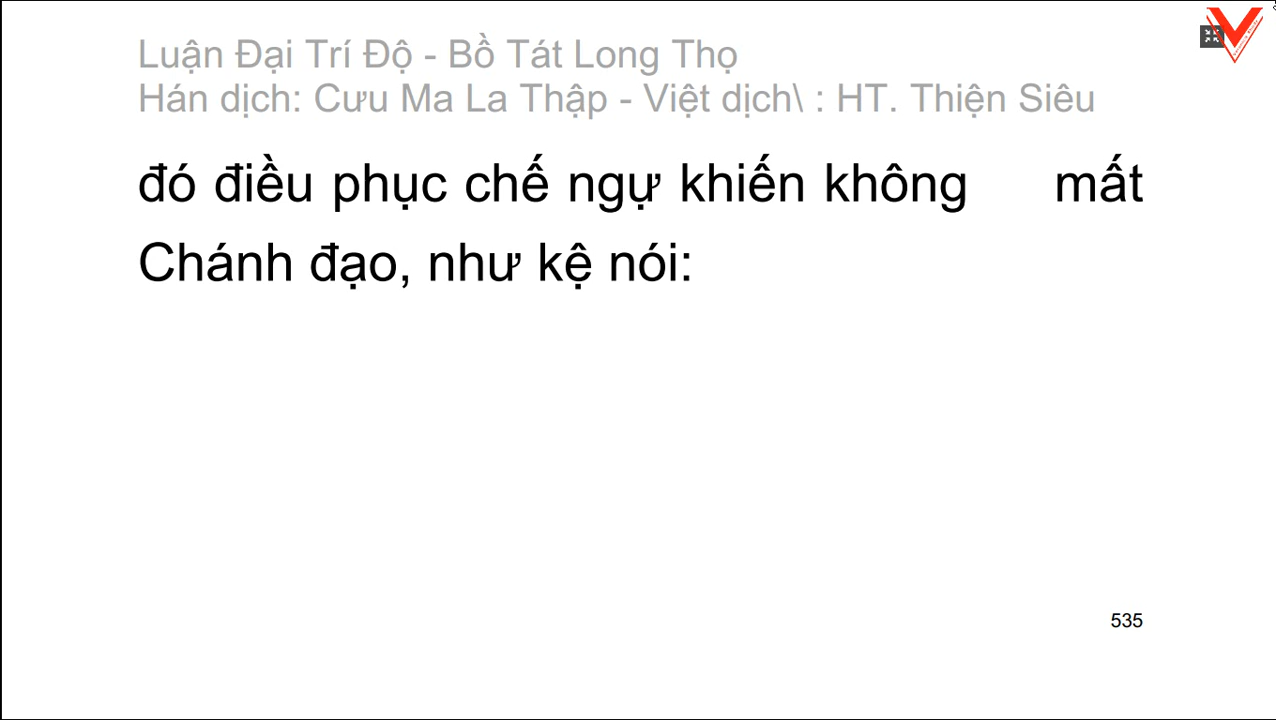 Luận Đại Trí Độ - Bồ Tát Long Thọ
Hán dịch: Cưu Ma La Thập - Việt dịch\ : HT. Thiện Siêu
đó điều phục chế ngự khiến không mất
Chánh đạo, như kệ nói:
535